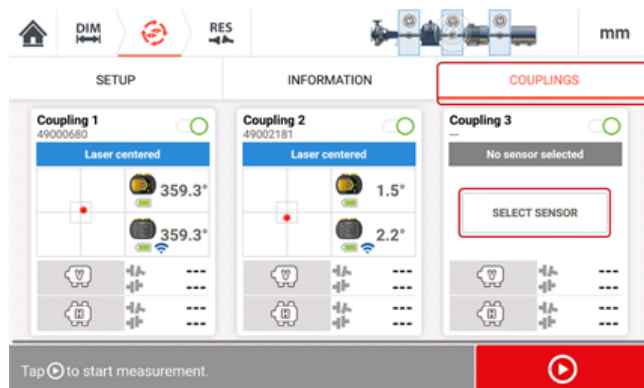 DIM
RES
mm
SETUP
INFORMATION
COUPLINGS
Coupling 1
49000680
Laser centered
359.3°
359.3°
V
---
---
H
---
---
Coupling 2
49002181
Laser centered
1.5°
2.2°
V
---
---
H
---
---
Coupling 3
---
No sensor selected
SELECT SENSOR
V
---
---
H
---
---
Tap to start measurement.